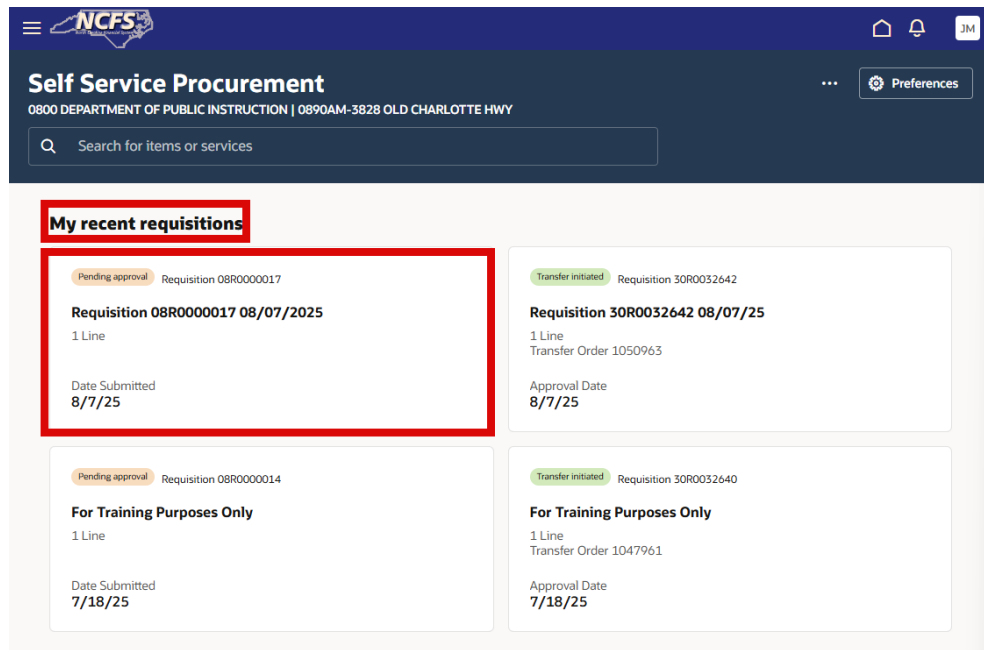 NCFS
North Carolina Financial System
JM
Self Service Procurement
... Preferences
0800 DEPARTMENT OF PUBLIC INSTRUCTION | 0890AM-3828 OLD CHARLOTTE HWY
Search for items or services
My recent requisitions
Pending approval Requisition 08R0000017
Requisition 08R0000017 08/07/2025
1 Line
Date Submitted
8/7/25
Transfer initiated Requisition 30R0032642
Requisition 30R0032642 08/07/25
1 Line
Transfer Order 1050963
Approval Date
8/7/25
Pending approval Requisition 08R0000014
For Training Purposes Only
1 Line
Date Submitted
7/18/25
Transfer initiated Requisition 30R0032640
For Training Purposes Only
1 Line
Transfer Order 1047961
Approval Date
7/18/25